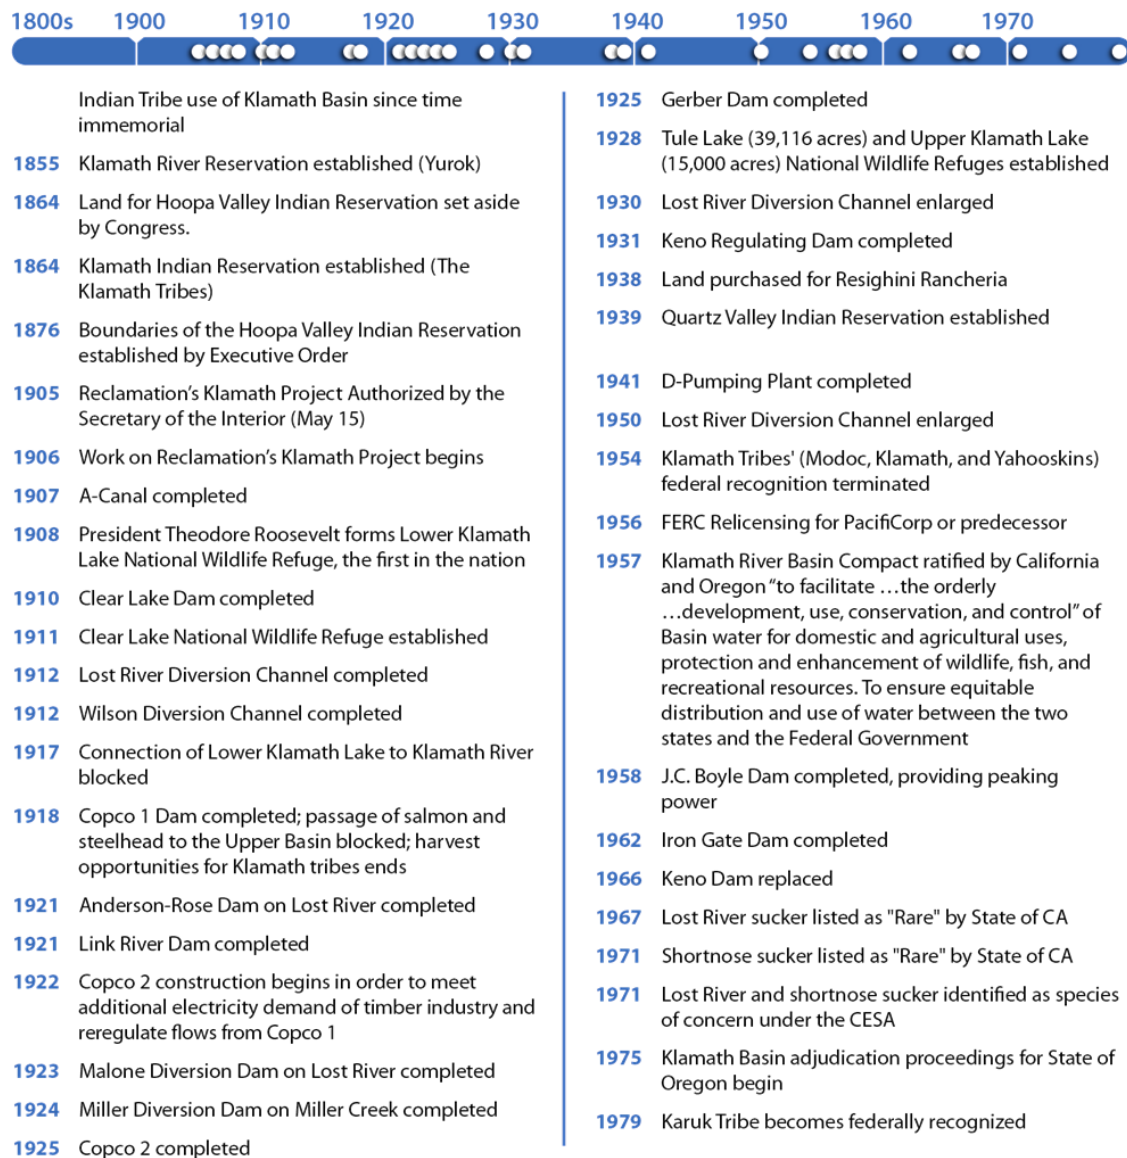 1800s 1900 1910 1920 1930 1940 1950 1960 1970
Indian Tribe use of Klamath Basin since time
immemorial
1855 Klamath River Reservation established (Yurok)
1864 Land for Hoopa Valley Indian Reservation set aside
by Congress.
1864 Klamath Indian Reservation established (The
Klamath Tribes)
1876 Boundaries of the Hoopa Valley Indian Reservation
established by Executive Order
1905 Reclamation's Klamath Project Authorized by the
Secretary of the Interior (May 15)
1906 Work on Reclamation's Klamath Project begins
1907 A-Canal completed
1908 President Theodore Roosevelt forms Lower Klamath
Lake National Wildlife Refuge, the first in the nation
1910 Clear Lake Dam completed
1911 Clear Lake National Wildlife Refuge established
1912 Lost River Diversion Channel completed
1912 Wilson Diversion Channel completed
1917 Connection of Lower Klamath Lake to Klamath River
blocked
1918 Copco 1 Dam completed; passage of salmon and
steelhead to the Upper Basin blocked; harvest
opportunities for Klamath tribes ends
1921 Anderson-Rose Dam on Lost River completed
1921 Link River Dam completed
1922 Copco 2 construction begins in order to meet
additional electricity demand of timber industry and
reregulate flows from Copco 1
1923 Malone Diversion Dam on Lost River completed
1924 Miller Diversion Dam on Miller Creek completed
1925 Copco 2 completed
1925 Gerber Dam completed
1928 Tule Lake (39,116 acres) and Upper Klamath Lake
(15,000 acres) National Wildlife Refuges established
1930 Lost River Diversion Channel enlarged
1931 Keno Regulating Dam completed
1938 Land purchased for Resighini Rancheria
1939 Quartz Valley Indian Reservation established
1941 D-Pumping Plant completed
1950 Lost River Diversion Channel enlarged
1954 Klamath Tribes' (Modoc, Klamath, and Yahooskins)
federal recognition terminated
1956 FERC Relicensing for PacifiCorp or predecessor
1957 Klamath River Basin Compact ratified by California
and Oregon "to facilitate …the orderly
…development, use, conservation, and control" of
Basin water for domestic and agricultural uses,
protection and enhancement of wildlife, fish, and
recreational resources. To ensure equitable
distribution and use of water between the two
states and the Federal Government
1958 J.C. Boyle Dam completed, providing peaking
power
1962 Iron Gate Dam completed
1966 Keno Dam replaced
1967 Lost River sucker listed as "Rare" by State of CA
1971 Shortnose sucker listed as "Rare" by State of CA
1971 Lost River and shortnose sucker identified as species
of concern under the CESA
1975 Klamath Basin adjudication proceedings for State of
Oregon begin
1979 Karuk Tribe becomes federally recognized